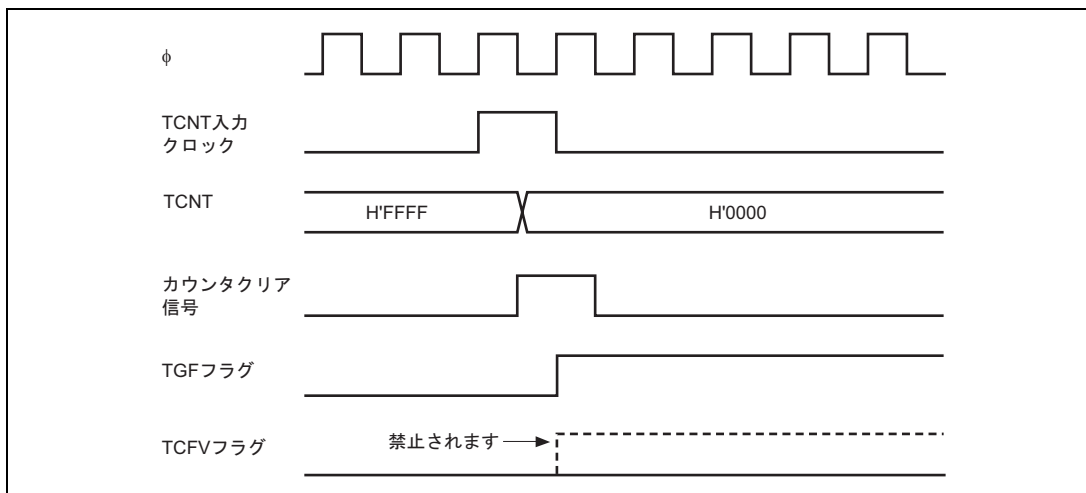 φ
TCNT入力
クロック
TCNT
H'FFFF
H'0000
カウンタクリア
信号
TGFフラグ
TCFVフラグ
禁止されます